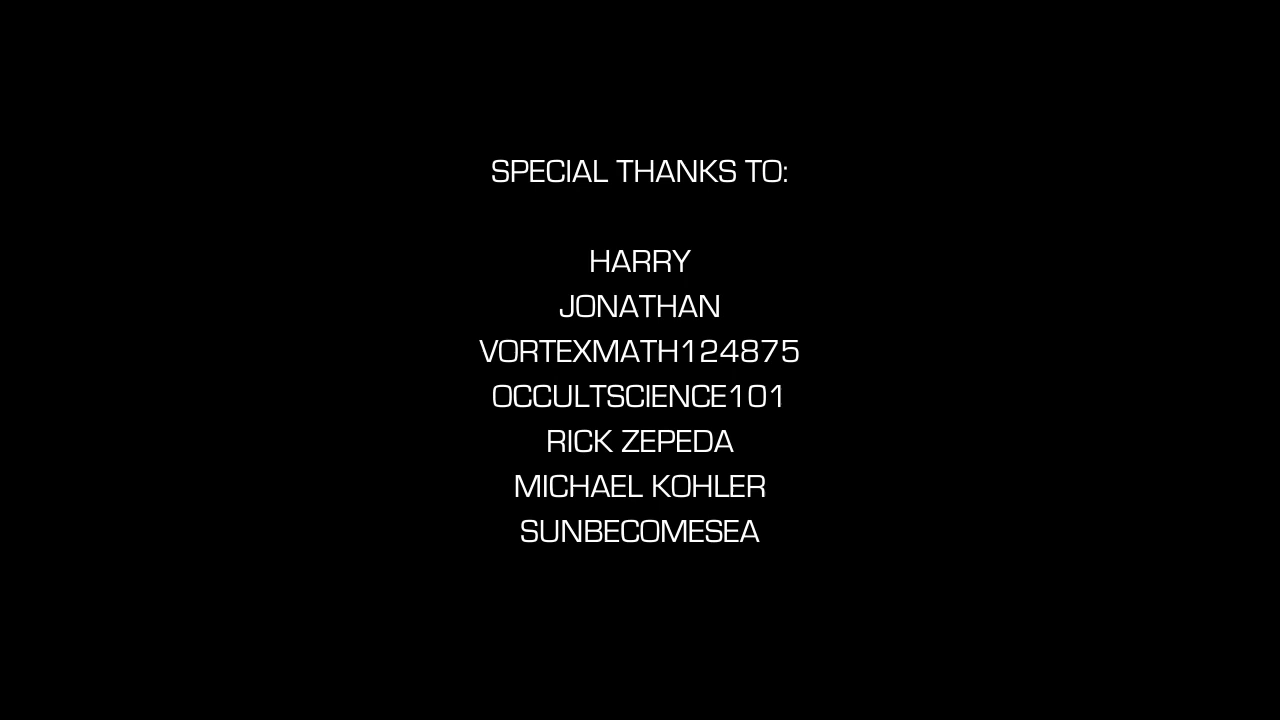 SPECIAL THANKS TO:
HARRY
JONATHAN
VORTEXMATH124875
OCCULTSCIENCE101
RICK ZEPEDA
MICHAEL KOHLER
SUNBECOMESEA